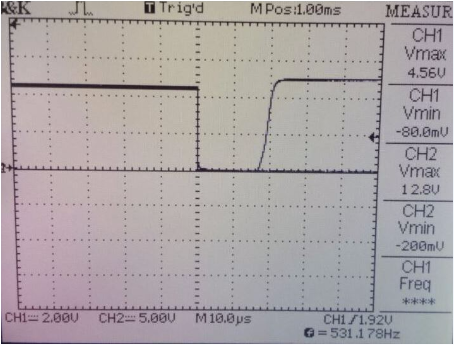 B&K Trig'd M Pos:1.00ms MEASUR
CH1
Vmax
4.56V
CH1
Vmin
-80.0mV
CH2
Vmax
12.8V
CH2
Vmin
-200mV
CH1
Freq
****
CH1 2.00V CH2 5.00V M 10.0µs CH1 / 1.92V
= 531.178Hz